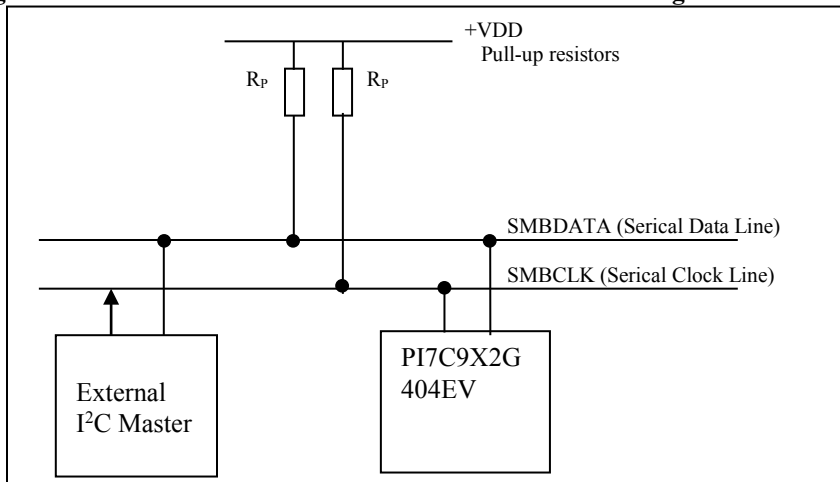 +VDD
Pull-up resistors
RP
RP
SMBDATA (Serical Data Line)
SMBCLK (Serical Clock Line)
PI7C9X2G
404EV
External
I²C Master